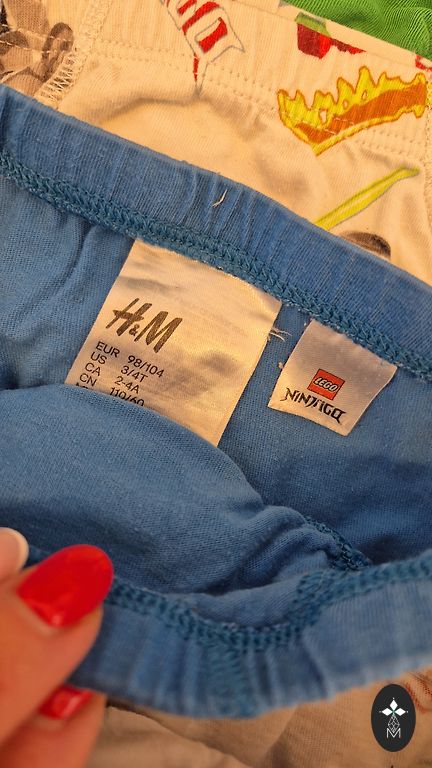 H&M
EUR 98/104
US 3/4T
CA 2-4A
CN 110/60
LEGO
NINJAGO
M